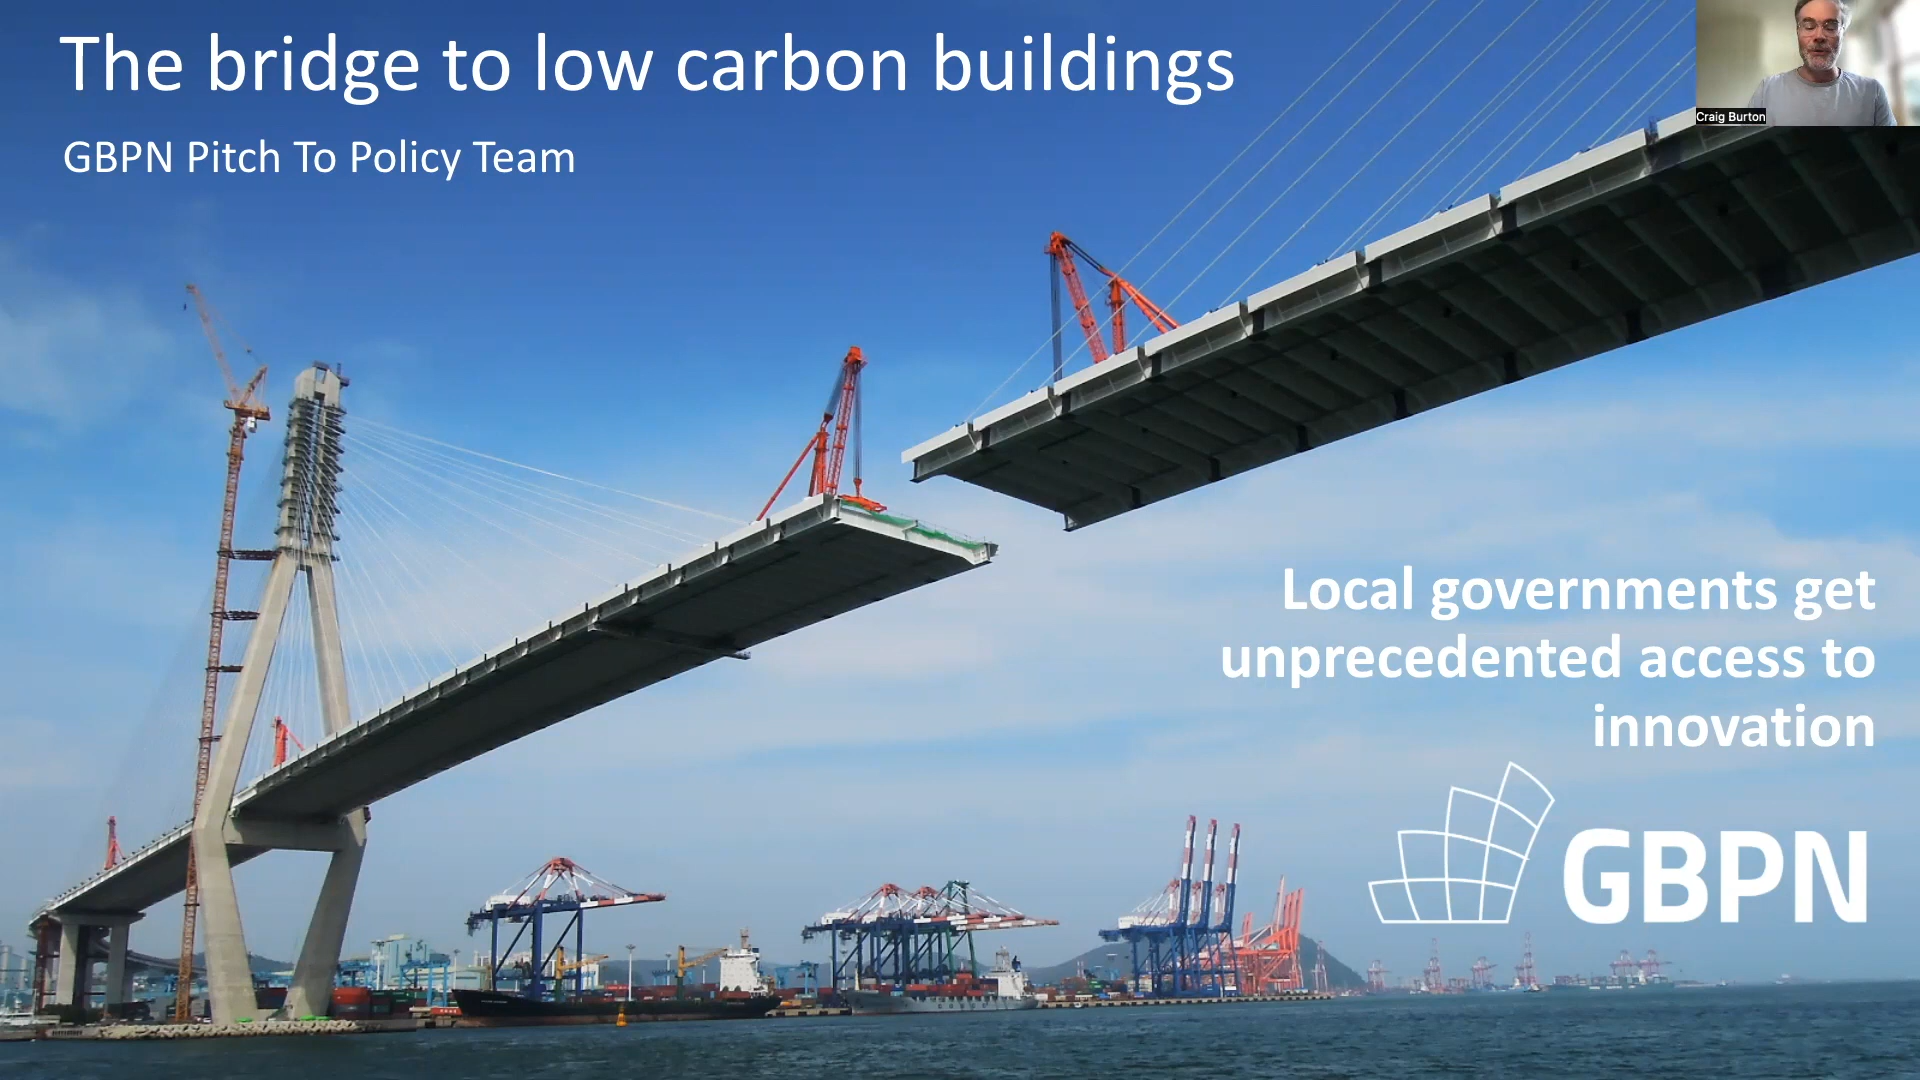 The bridge to low carbon buildings
GBPN Pitch To Policy Team
Craig Burton
Local governments get
unprecedented access to
innovation
GBPN